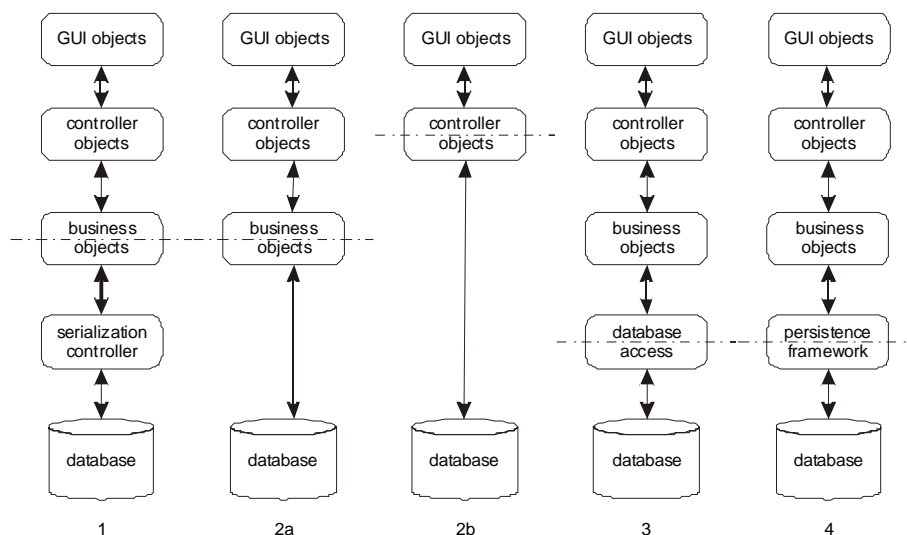 GUI objects
GUI objects
GUI objects
GUI objects
GUI objects
controller
objects
controller
objects
controller
objects
controller
objects
controller
objects
business
objects
business
objects
business
objects
business
objects
serialization
controller
database
access
persistence
framework
database
database
database
database
database
1
2a
2b
3
4